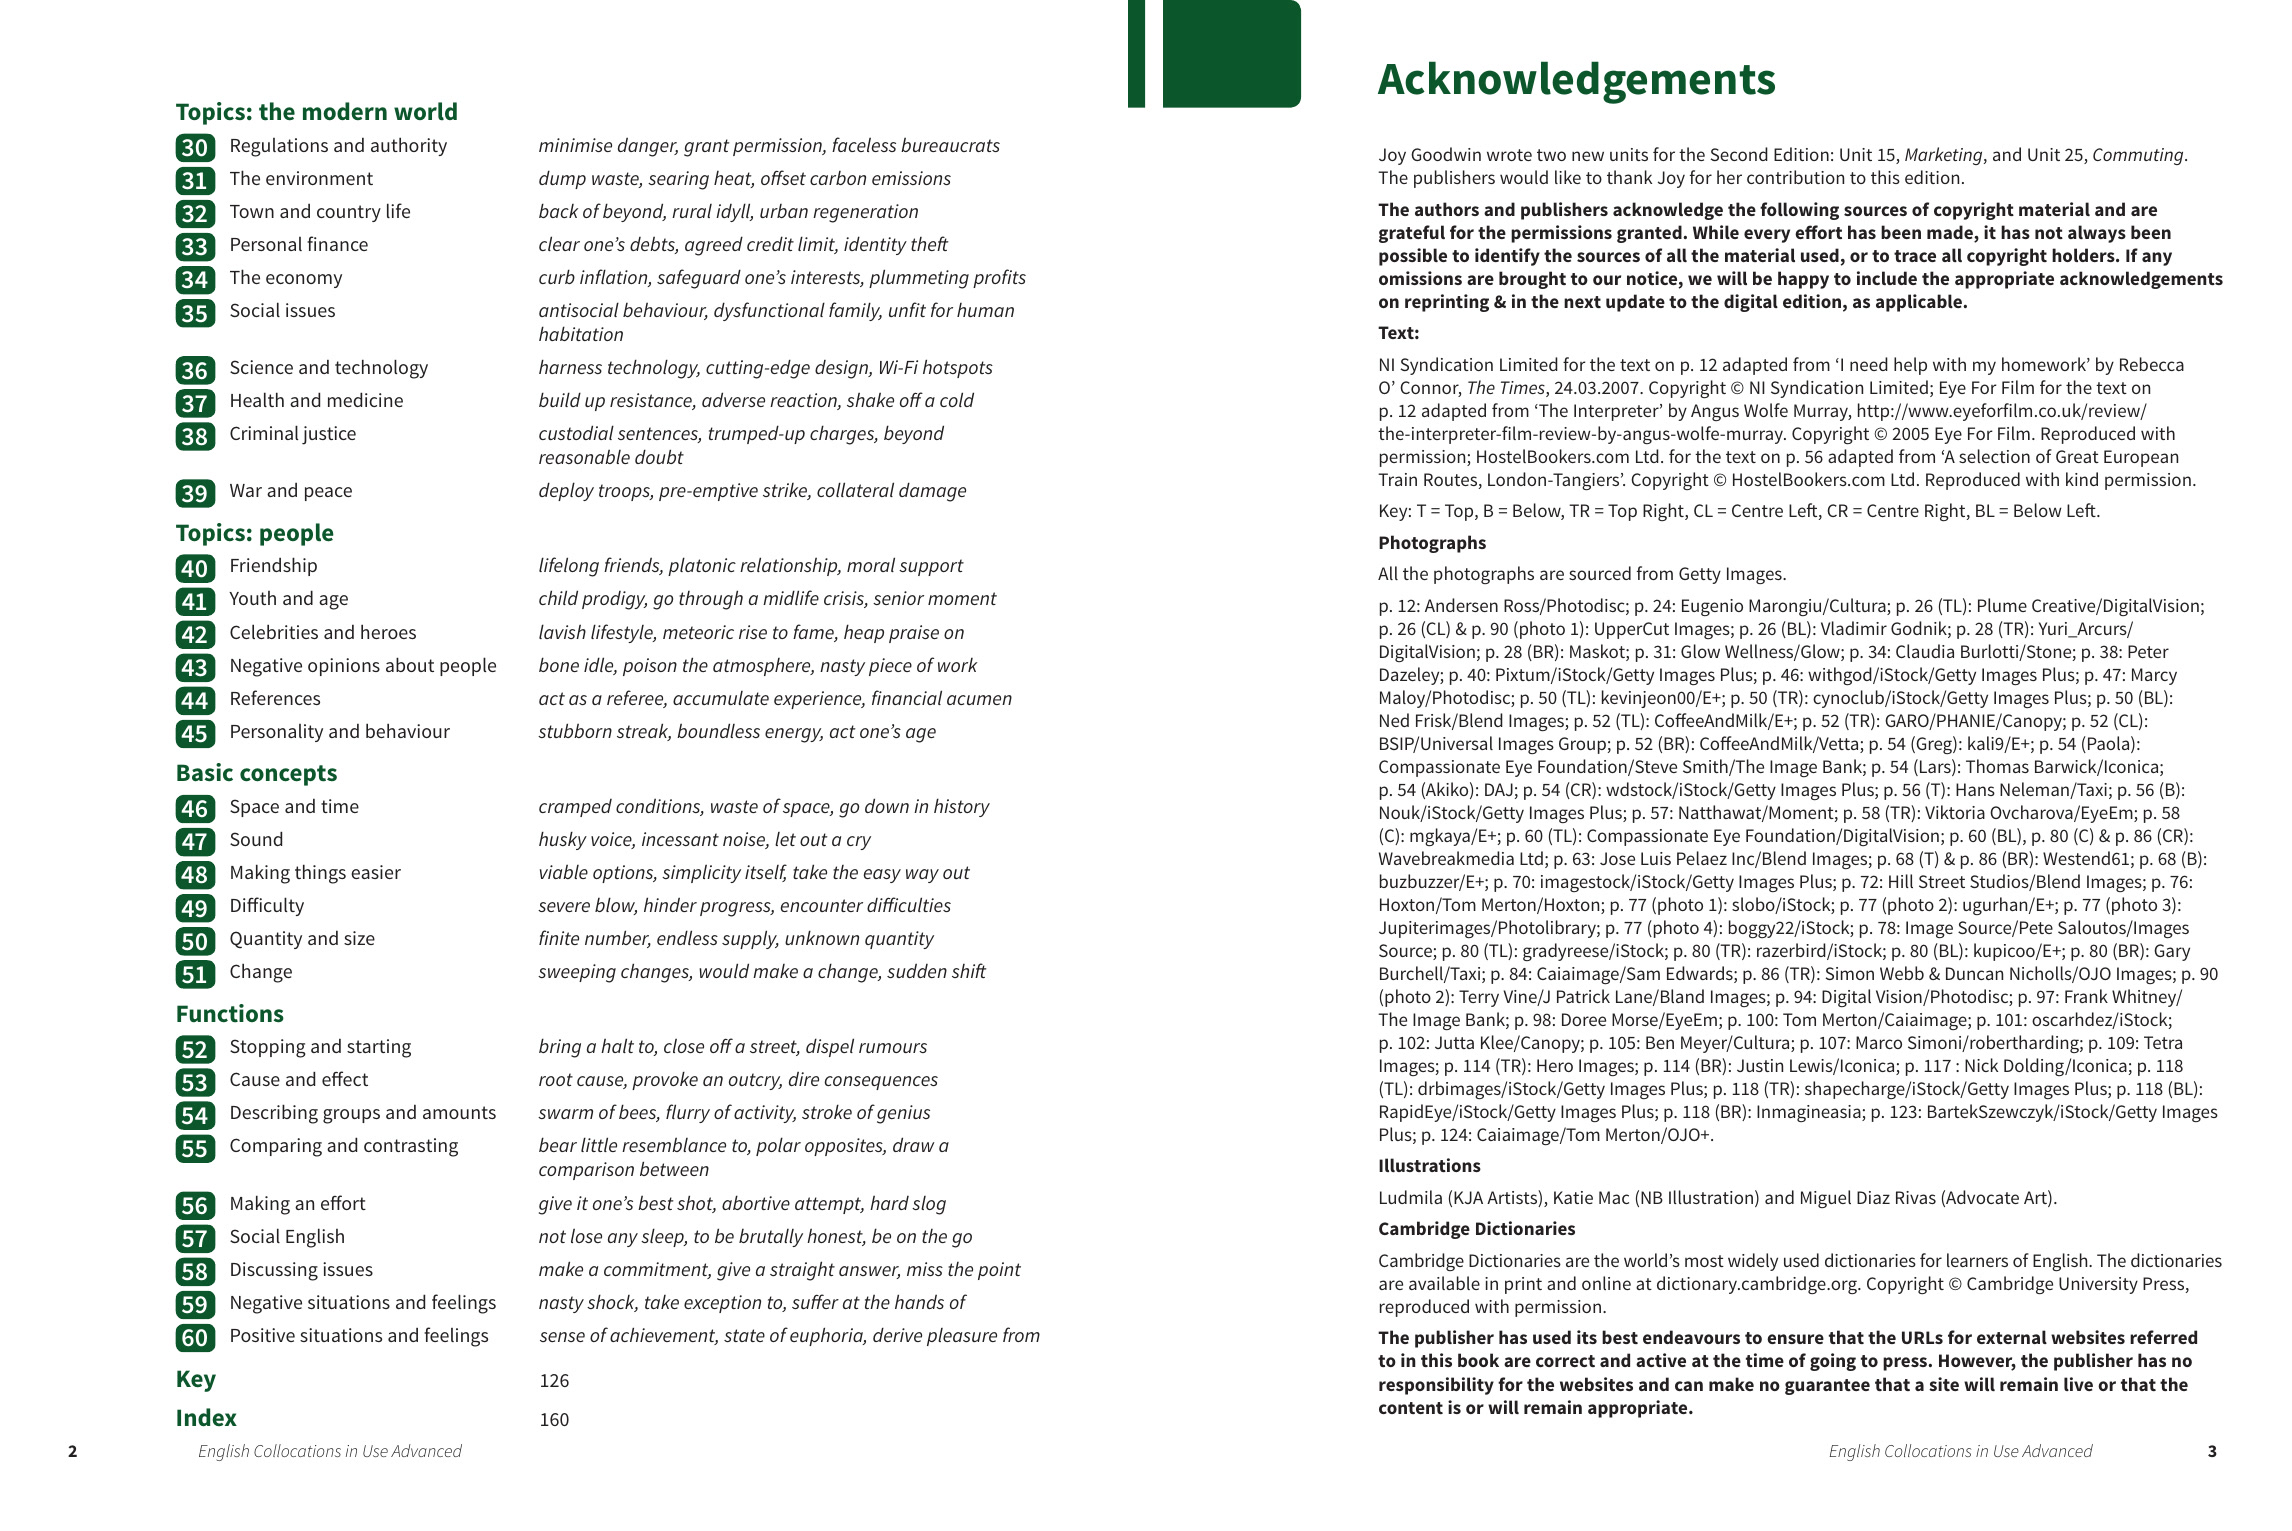 Topics: the modern world
30 Regulations and authority minimise danger, grant permission, faceless bureaucrats
31 The environment dump waste, searing heat, offset carbon emissions
32 Town and country life back of beyond, rural idyll, urban regeneration
33 Personal finance clear one’s debts, agreed credit limit, identity theft
34 The economy curb inflation, safeguard one’s interests, plummeting profits
35 Social issues antisocial behaviour, dysfunctional family, unfit for human
habitation
36 Science and technology harness technology, cutting-edge design, Wi-Fi hotspots
37 Health and medicine build up resistance, adverse reaction, shake off a cold
38 Criminal justice custodial sentences, trumped-up charges, beyond
reasonable doubt
39 War and peace deploy troops, pre-emptive strike, collateral damage
Topics: people
40 Friendship lifelong friends, platonic relationship, moral support
41 Youth and age child prodigy, go through a midlife crisis, senior moment
42 Celebrities and heroes lavish lifestyle, meteoric rise to fame, heap praise on
43 Negative opinions about people bone idle, poison the atmosphere, nasty piece of work
44 References act as a referee, accumulate experience, financial acumen
45 Personality and behaviour stubborn streak, boundless energy, act one’s age
Basic concepts
46 Space and time cramped conditions, waste of space, go down in history
47 Sound husky voice, incessant noise, let out a cry
48 Making things easier viable options, simplicity itself, take the easy way out
49 Difficulty severe blow, hinder progress, encounter difficulties
50 Quantity and size finite number, endless supply, unknown quantity
51 Change sweeping changes, would make a change, sudden shift
Functions
52 Stopping and starting bring a halt to, close off a street, dispel rumours
53 Cause and effect root cause, provoke an outcry, dire consequences
54 Describing groups and amounts swarm of bees, flurry of activity, stroke of genius
55 Comparing and contrasting bear little resemblance to, polar opposites, draw a
comparison between
56 Making an effort give it one’s best shot, abortive attempt, hard slog
57 Social English not lose any sleep, to be brutally honest, be on the go
58 Discussing issues make a commitment, give a straight answer, miss the point
59 Negative situations and feelings nasty shock, take exception to, suffer at the hands of
60 Positive situations and feelings sense of achievement, state of euphoria, derive pleasure from
Key 126
Index 160
2 English Collocations in Use Advanced
Acknowledgements
Joy Goodwin wrote two new units for the Second Edition: Unit 15, Marketing, and Unit 25, Commuting.
The publishers would like to thank Joy for her contribution to this edition.
The authors and publishers acknowledge the following sources of copyright material and are
grateful for the permissions granted. While every effort has been made, it has not always been
possible to identify the sources of all the material used, or to trace all copyright holders. If any
omissions are brought to our notice, we will be happy to include the appropriate acknowledgements
on reprinting & in the next update to the digital edition, as applicable.
Text:
NI Syndication Limited for the text on p. 12 adapted from ‘I need help with my homework’ by Rebecca
O’ Connor, The Times, 24.03.2007. Copyright © NI Syndication Limited; Eye For Film for the text on
p. 12 adapted from ‘The Interpreter’ by Angus Wolfe Murray, http://www.eyeforfilm.co.uk/review/
the-interpreter-film-review-by-angus-wolfe-murray. Copyright © 2005 Eye For Film. Reproduced with
permission; HostelBookers.com Ltd. for the text on p. 56 adapted from ‘A selection of Great European
Train Routes, London-Tangiers’. Copyright © HostelBookers.com Ltd. Reproduced with kind permission.
Key: T = Top, B = Below, TR = Top Right, CL = Centre Left, CR = Centre Right, BL = Below Left.
Photographs
All the photographs are sourced from Getty Images.
p. 12: Andersen Ross/Photodisc; p. 24: Eugenio Marongiu/Cultura; p. 26 (TL): Plume Creative/DigitalVision;
p. 26 (CL) & p. 90 (photo 1): UpperCut Images; p. 26 (BL): Vladimir Godnik; p. 28 (TR): Yuri_Arcurs/
DigitalVision; p. 28 (BR): Maskot; p. 31: Glow Wellness/Glow; p. 34: Claudia Burlotti/Stone; p. 38: Peter
Dazeley; p. 40: Pixtum/iStock/Getty Images Plus; p. 46: withgod/iStock/Getty Images Plus; p. 47: Marcy
Maloy/Photodisc; p. 50 (TL): kevinjeon00/E+; p. 50 (TR): cynoclub/iStock/Getty Images Plus; p. 50 (BL):
Ned Frisk/Blend Images; p. 52 (TL): CoffeeAndMilk/E+; p. 52 (TR): GARO/PHANIE/Canopy; p. 52 (CL):
BSIP/Universal Images Group; p. 52 (BR): CoffeeAndMilk/Vetta; p. 54 (Greg): kali9/E+; p. 54 (Paola):
Compassionate Eye Foundation/Steve Smith/The Image Bank; p. 54 (Lars): Thomas Barwick/Iconica;
p. 54 (Akiko): DAJ; p. 54 (CR): wdstock/iStock/Getty Images Plus; p. 56 (T): Hans Neleman/Taxi; p. 56 (B):
Nouk/iStock/Getty Images Plus; p. 57: Natthawat/Moment; p. 58 (TR): Viktoria Ovcharova/EyeEm; p. 58
(C): mgkaya/E+; p. 60 (TL): Compassionate Eye Foundation/DigitalVision; p. 60 (BL), p. 80 (C) & p. 86 (CR):
Wavebreakmedia Ltd; p. 63: Jose Luis Pelaez Inc/Blend Images; p. 68 (T) & p. 86 (BR): Westend61; p. 68 (B):
buzbuzzer/E+; p. 70: imagestock/iStock/Getty Images Plus; p. 72: Hill Street Studios/Blend Images; p. 76:
Hoxton/Tom Merton/Hoxton; p. 77 (photo 1): slobo/iStock; p. 77 (photo 2): ugurhan/E+; p. 77 (photo 3):
Jupiterimages/Photolibrary; p. 77 (photo 4): boggy22/iStock; p. 78: Image Source/Pete Saloutos/Images
Source; p. 80 (TL): gradyreese/iStock; p. 80 (TR): razerbird/iStock; p. 80 (BL): kupicoo/E+; p. 80 (BR): Gary
Burchell/Taxi; p. 84: Caiaimage/Sam Edwards; p. 86 (TR): Simon Webb & Duncan Nicholls/OJO Images; p. 90
(photo 2): Terry Vine/J Patrick Lane/Bland Images; p. 94: Digital Vision/Photodisc; p. 97: Frank Whitney/
The Image Bank; p. 98: Doree Morse/EyeEm; p. 100: Tom Merton/Caiaimage; p. 101: oscarhdez/iStock;
p. 102: Jutta Klee/Canopy; p. 105: Ben Meyer/Cultura; p. 107: Marco Simoni/robertharding; p. 109: Tetra
Images; p. 114 (TR): Hero Images; p. 114 (BR): Justin Lewis/Iconica; p. 117 : Nick Dolding/Iconica; p. 118
(TL): drbimages/iStock/Getty Images Plus; p. 118 (TR): shapecharge/iStock/Getty Images Plus; p. 118 (BL):
RapidEye/iStock/Getty Images Plus; p. 118 (BR): Inmagineasia; p. 123: BartekSzewczyk/iStock/Getty Images
Plus; p. 124: Caiaimage/Tom Merton/OJO+.
Illustrations
Ludmila (KJA Artists), Katie Mac (NB Illustration) and Miguel Diaz Rivas (Advocate Art).
Cambridge Dictionaries
Cambridge Dictionaries are the world’s most widely used dictionaries for learners of English. The dictionaries
are available in print and online at dictionary.cambridge.org. Copyright © Cambridge University Press,
reproduced with permission.
The publisher has used its best endeavours to ensure that the URLs for external websites referred
to in this book are correct and active at the time of going to press. However, the publisher has no
responsibility for the websites and can make no guarantee that a site will remain live or that the
content is or will remain appropriate.
English Collocations in Use Advanced 3